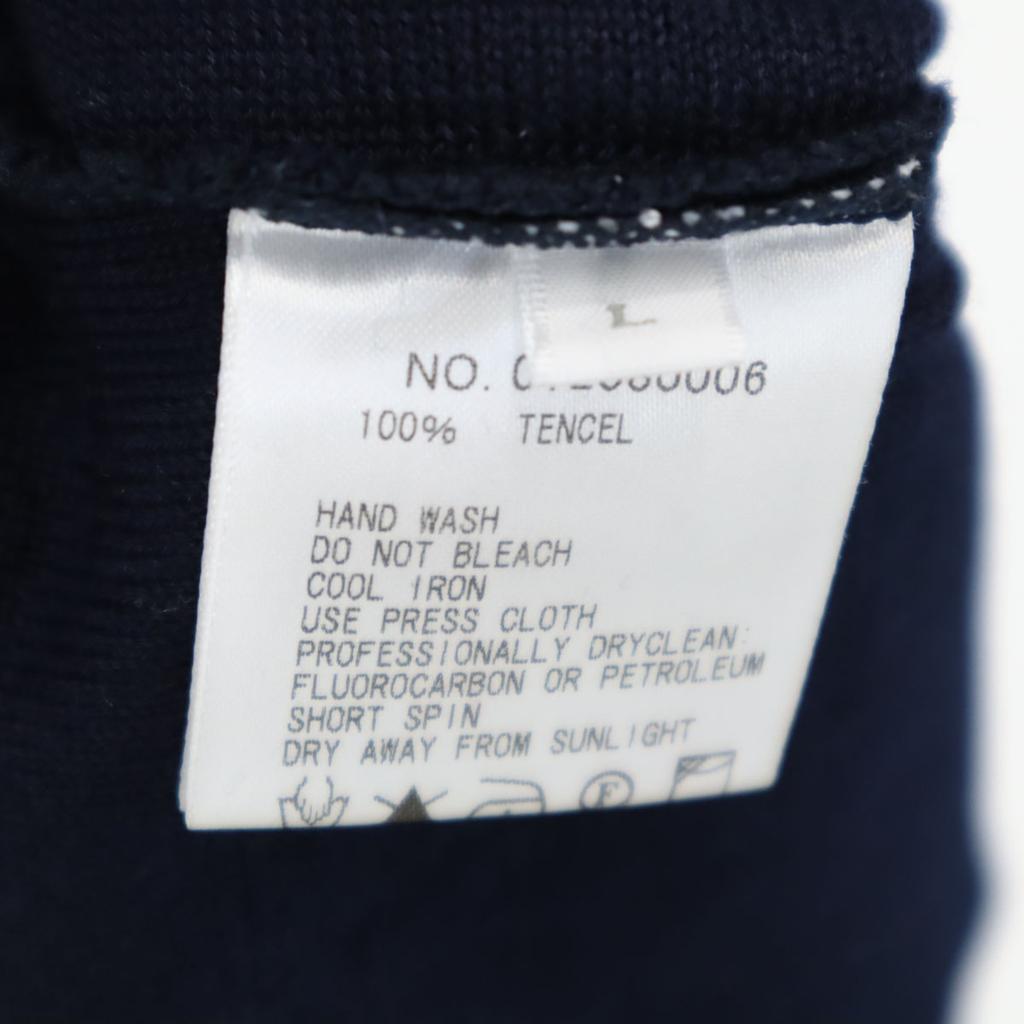 L
NO.
100% TENCEL
HAND WASH
DO NOT BLEACH
COOL IRON
USE PRESS CLOTH
PROFESSIONALLY DRYCLEAN:
FLUOROCARBON OR PETROLEUM
SHORT SPIN
DRY AWAY FROM SUNLIGHT
F